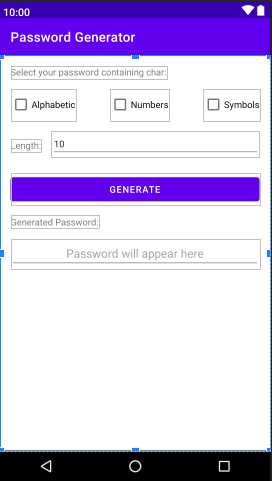 10:00
Password Generator
Select your password containing char:
Alphabetic Numbers Symbols
Length: 10
GENERATE
Generated Password:
Password will appear here